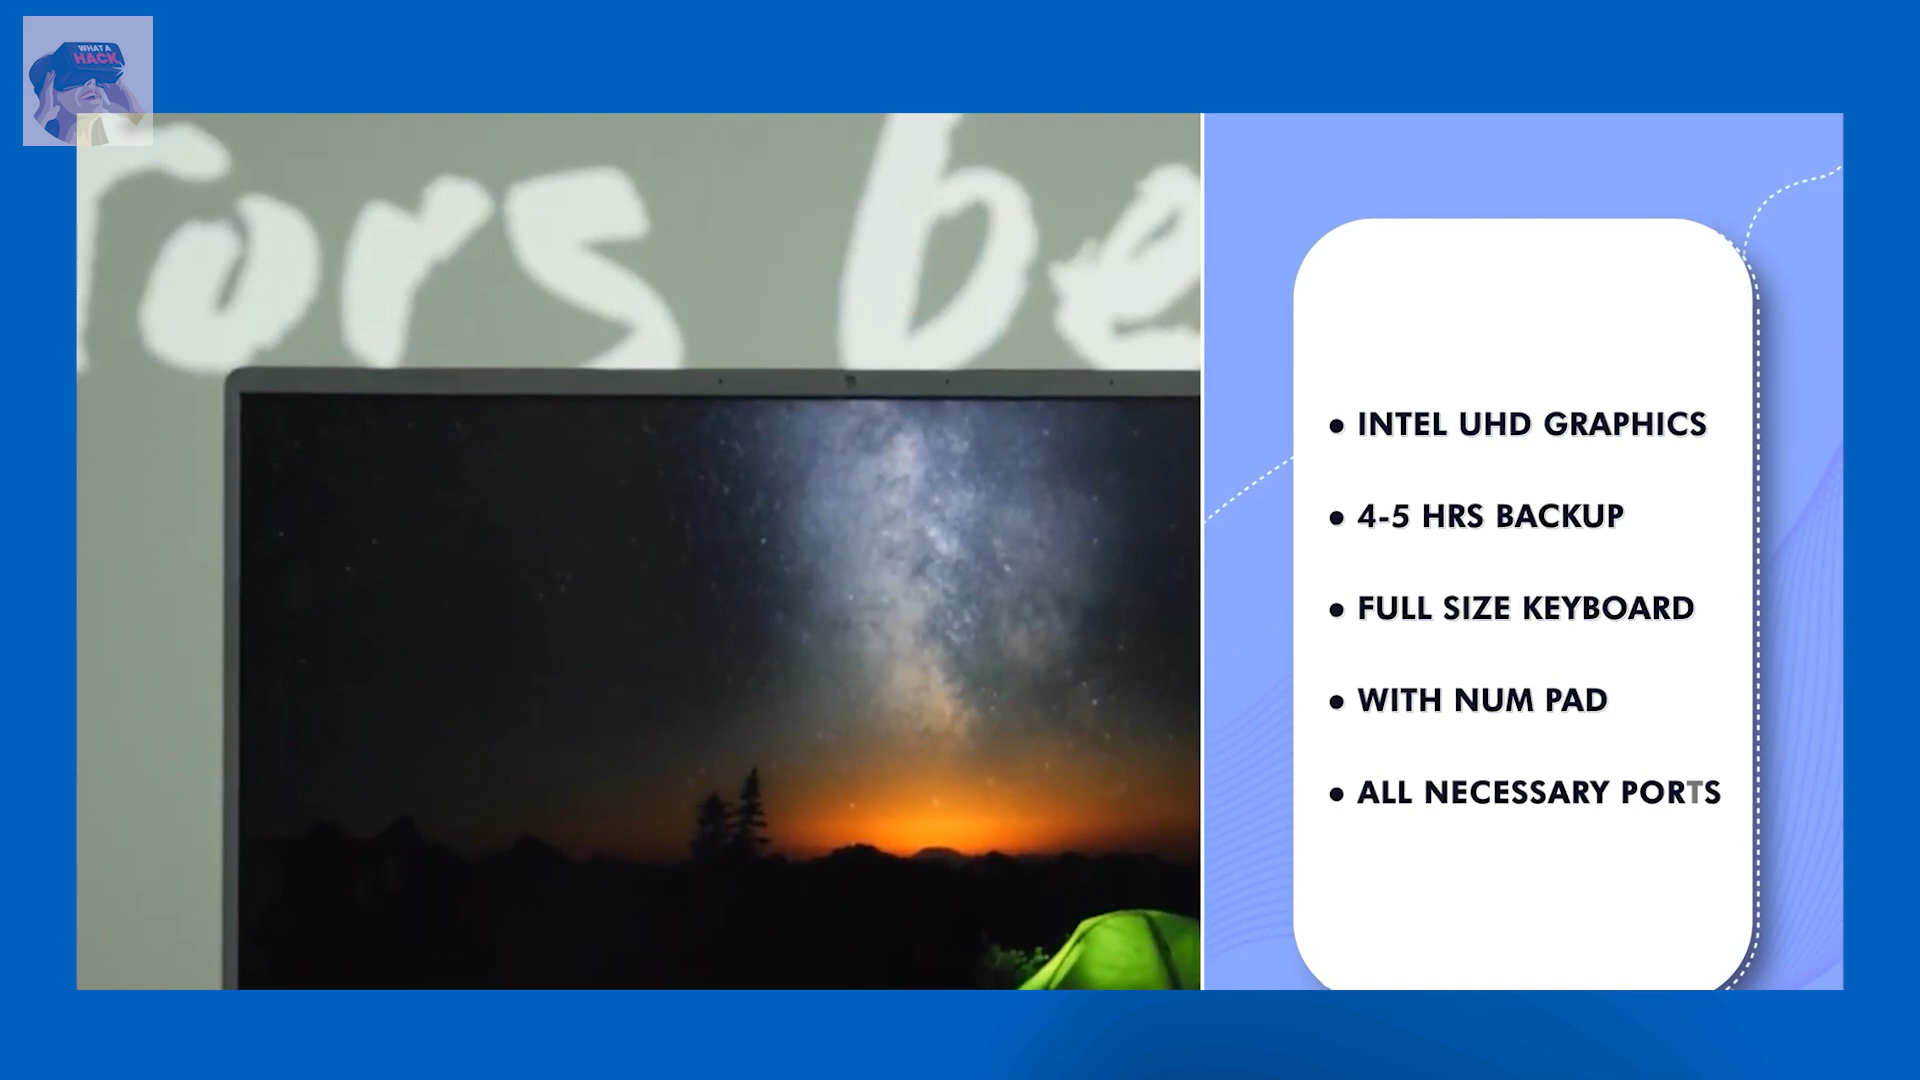 WHAT A
HACK
ors be
• INTEL UHD GRAPHICS
• 4-5 HRS BACKUP
• FULL SIZE KEYBOARD
• WITH NUM PAD
• ALL NECESSARY PORTS